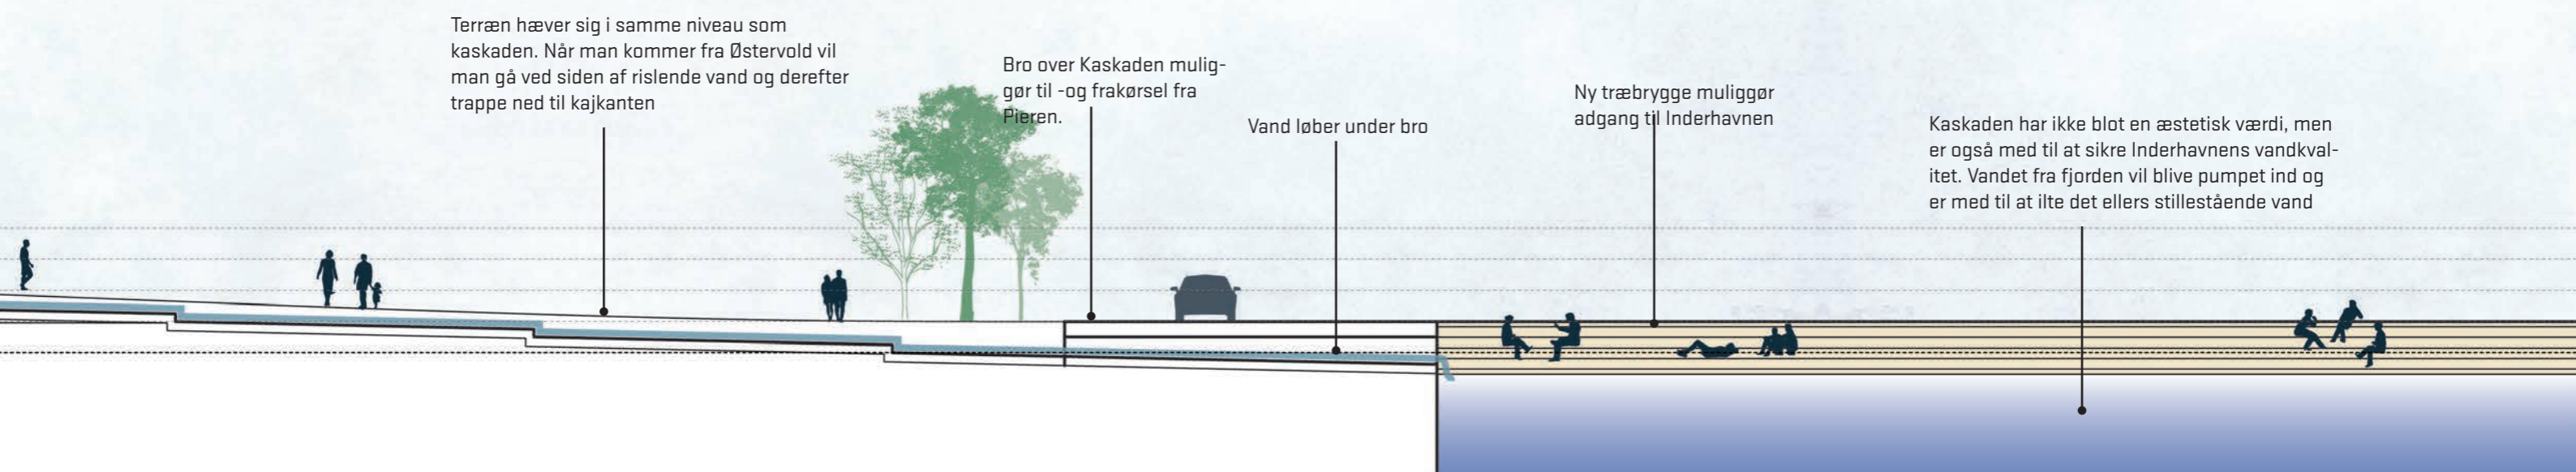 Terræn hæver sig i samme niveau som
kaskaden. Når man kommer fra Østervold vil
man gå ved siden af rislende vand og derefter
trappe ned til kajkanten
Bro over Kaskaden mulig-
gør til -og frakørsel fra
Pieren.
Vand løber under bro
Ny træbrygge muliggør
adgang til Inderhavnen
Kaskaden har ikke blot en æstetisk værdi, men
er også med til at sikre Inderhavnens vandkval-
itet. Vandet fra fjorden vil blive pumpet ind og
er med til at ilte det ellers stillestående vand